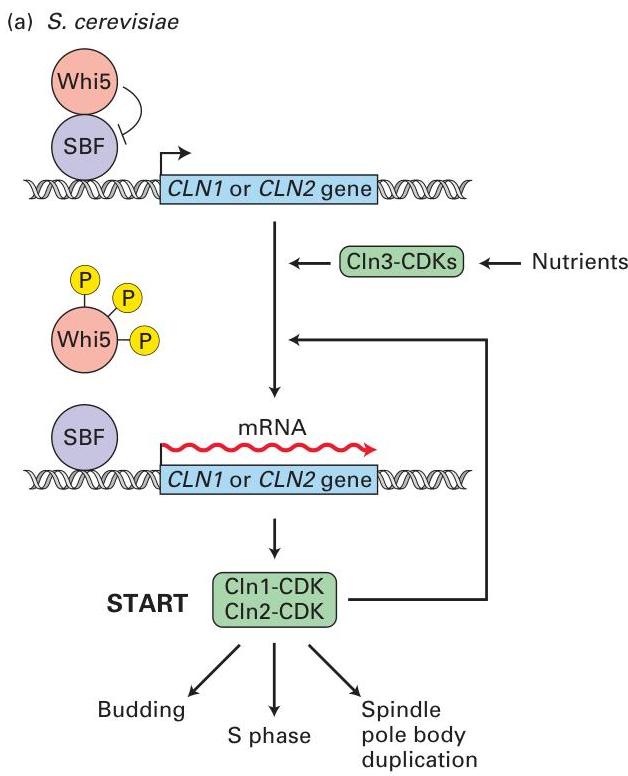 (a) S. cerevisiae
Whi5
SBF
CLN1 or CLN2 gene
Cln3-CDKs
Nutrients
P
P
Whi5
P
SBF
mRNA
CLN1 or CLN2 gene
START
Cln1-CDK
Cln2-CDK
Budding
S phase
Spindle
pole body
duplication